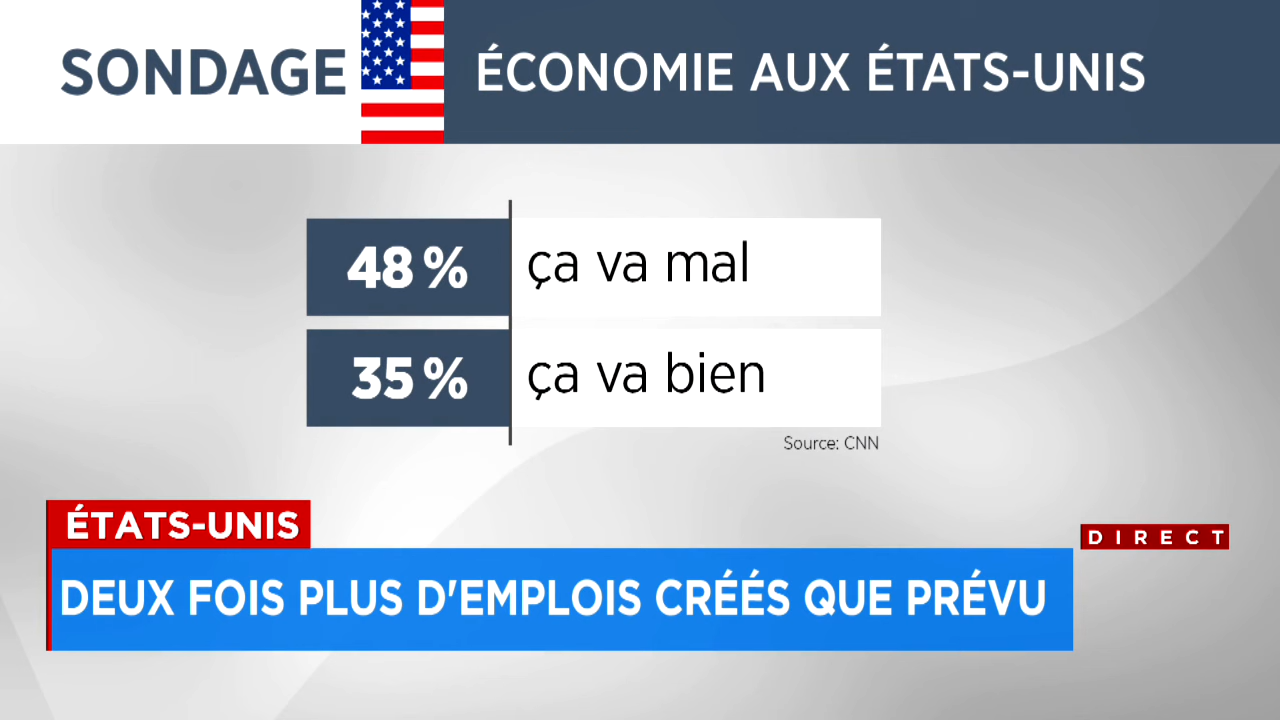 SONDAGE
ÉCONOMIE AUX ÉTATS-UNIS
48 % ça va mal
35 % ça va bien
Source: CNN
ÉTATS-UNIS
DIRECT
DEUX FOIS PLUS D'EMPLOIS CRÉÉS QUE PRÉVU